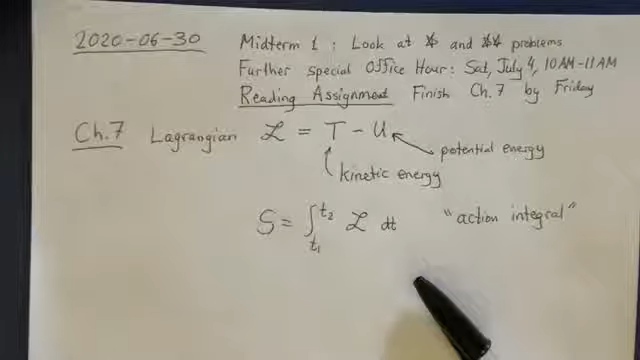 2020-06-30 Midterm 1: Look at * and ** problems
Further Special Office Hour: Sat, July 4, 10AM-11AM
Reading Assignment Finish Ch. 7 by Friday
Ch.7 Lagrangian ℒ = T - U
potential energy
kinetic energy
S = ∫_{t₁}^{t₂} ℒ dt "action integral"